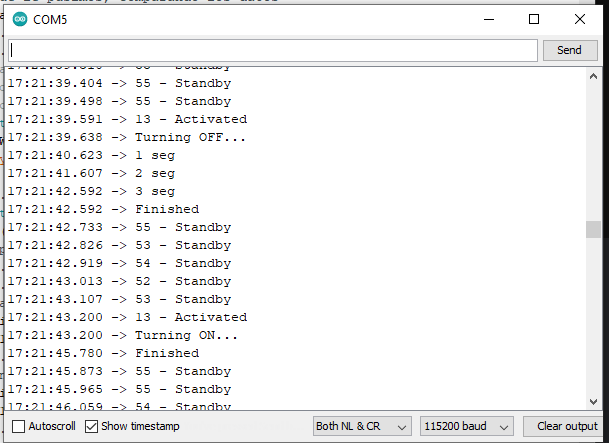 COM5
Send
17:21:39.404 -> 55 - Standby
17:21:39.498 -> 55 - Standby
17:21:39.591 -> 13 - Activated
17:21:39.638 -> Turning OFF...
17:21:40.623 -> 1 seg
17:21:41.607 -> 2 seg
17:21:42.592 -> 3 seg
17:21:42.592 -> Finished
17:21:42.733 -> 55 - Standby
17:21:42.826 -> 53 - Standby
17:21:42.919 -> 54 - Standby
17:21:43.013 -> 52 - Standby
17:21:43.107 -> 53 - Standby
17:21:43.200 -> 13 - Activated
17:21:43.200 -> Turning ON...
17:21:45.780 -> Finished
17:21:45.873 -> 55 - Standby
17:21:45.965 -> 55 - Standby
17:21:46.059 -> 54 - Standby
Autoscroll Show timestamp Both NL & CR 115200 baud Clear output